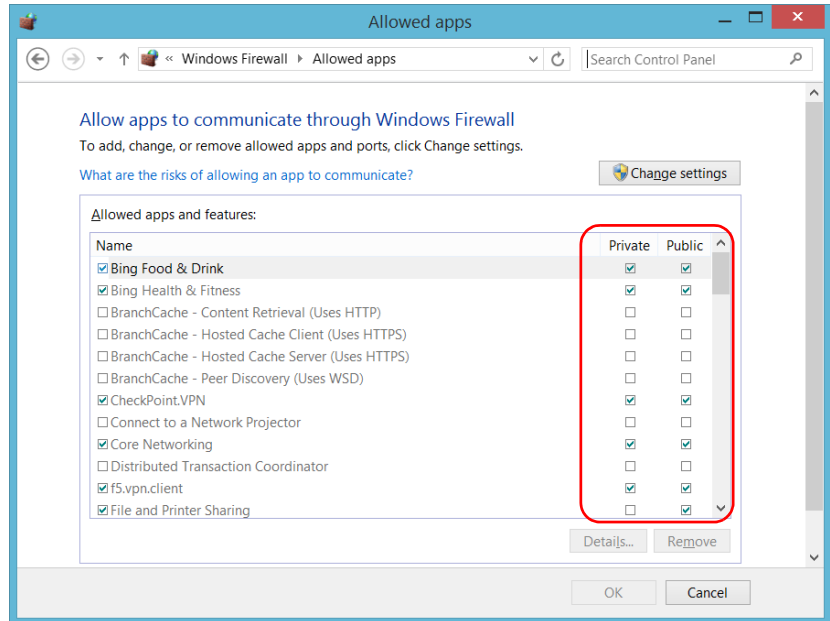 Allowed apps
« Windows Firewall Allowed apps
Search Control Panel
Allow apps to communicate through Windows Firewall
To add, change, or remove allowed apps and ports, click Change settings.
What are the risks of allowing an app to communicate?
Change settings
Allowed apps and features:
Name Private Public
Bing Food & Drink
Bing Health & Fitness
BranchCache - Content Retrieval (Uses HTTP)
BranchCache - Hosted Cache Client (Uses HTTPS)
BranchCache - Hosted Cache Server (Uses HTTPS)
BranchCache - Peer Discovery (Uses WSD)
CheckPoint.VPN
Connect to a Network Projector
Core Networking
Distributed Transaction Coordinator
f5.vpn.client
File and Printer Sharing
Details... Remove
OK Cancel